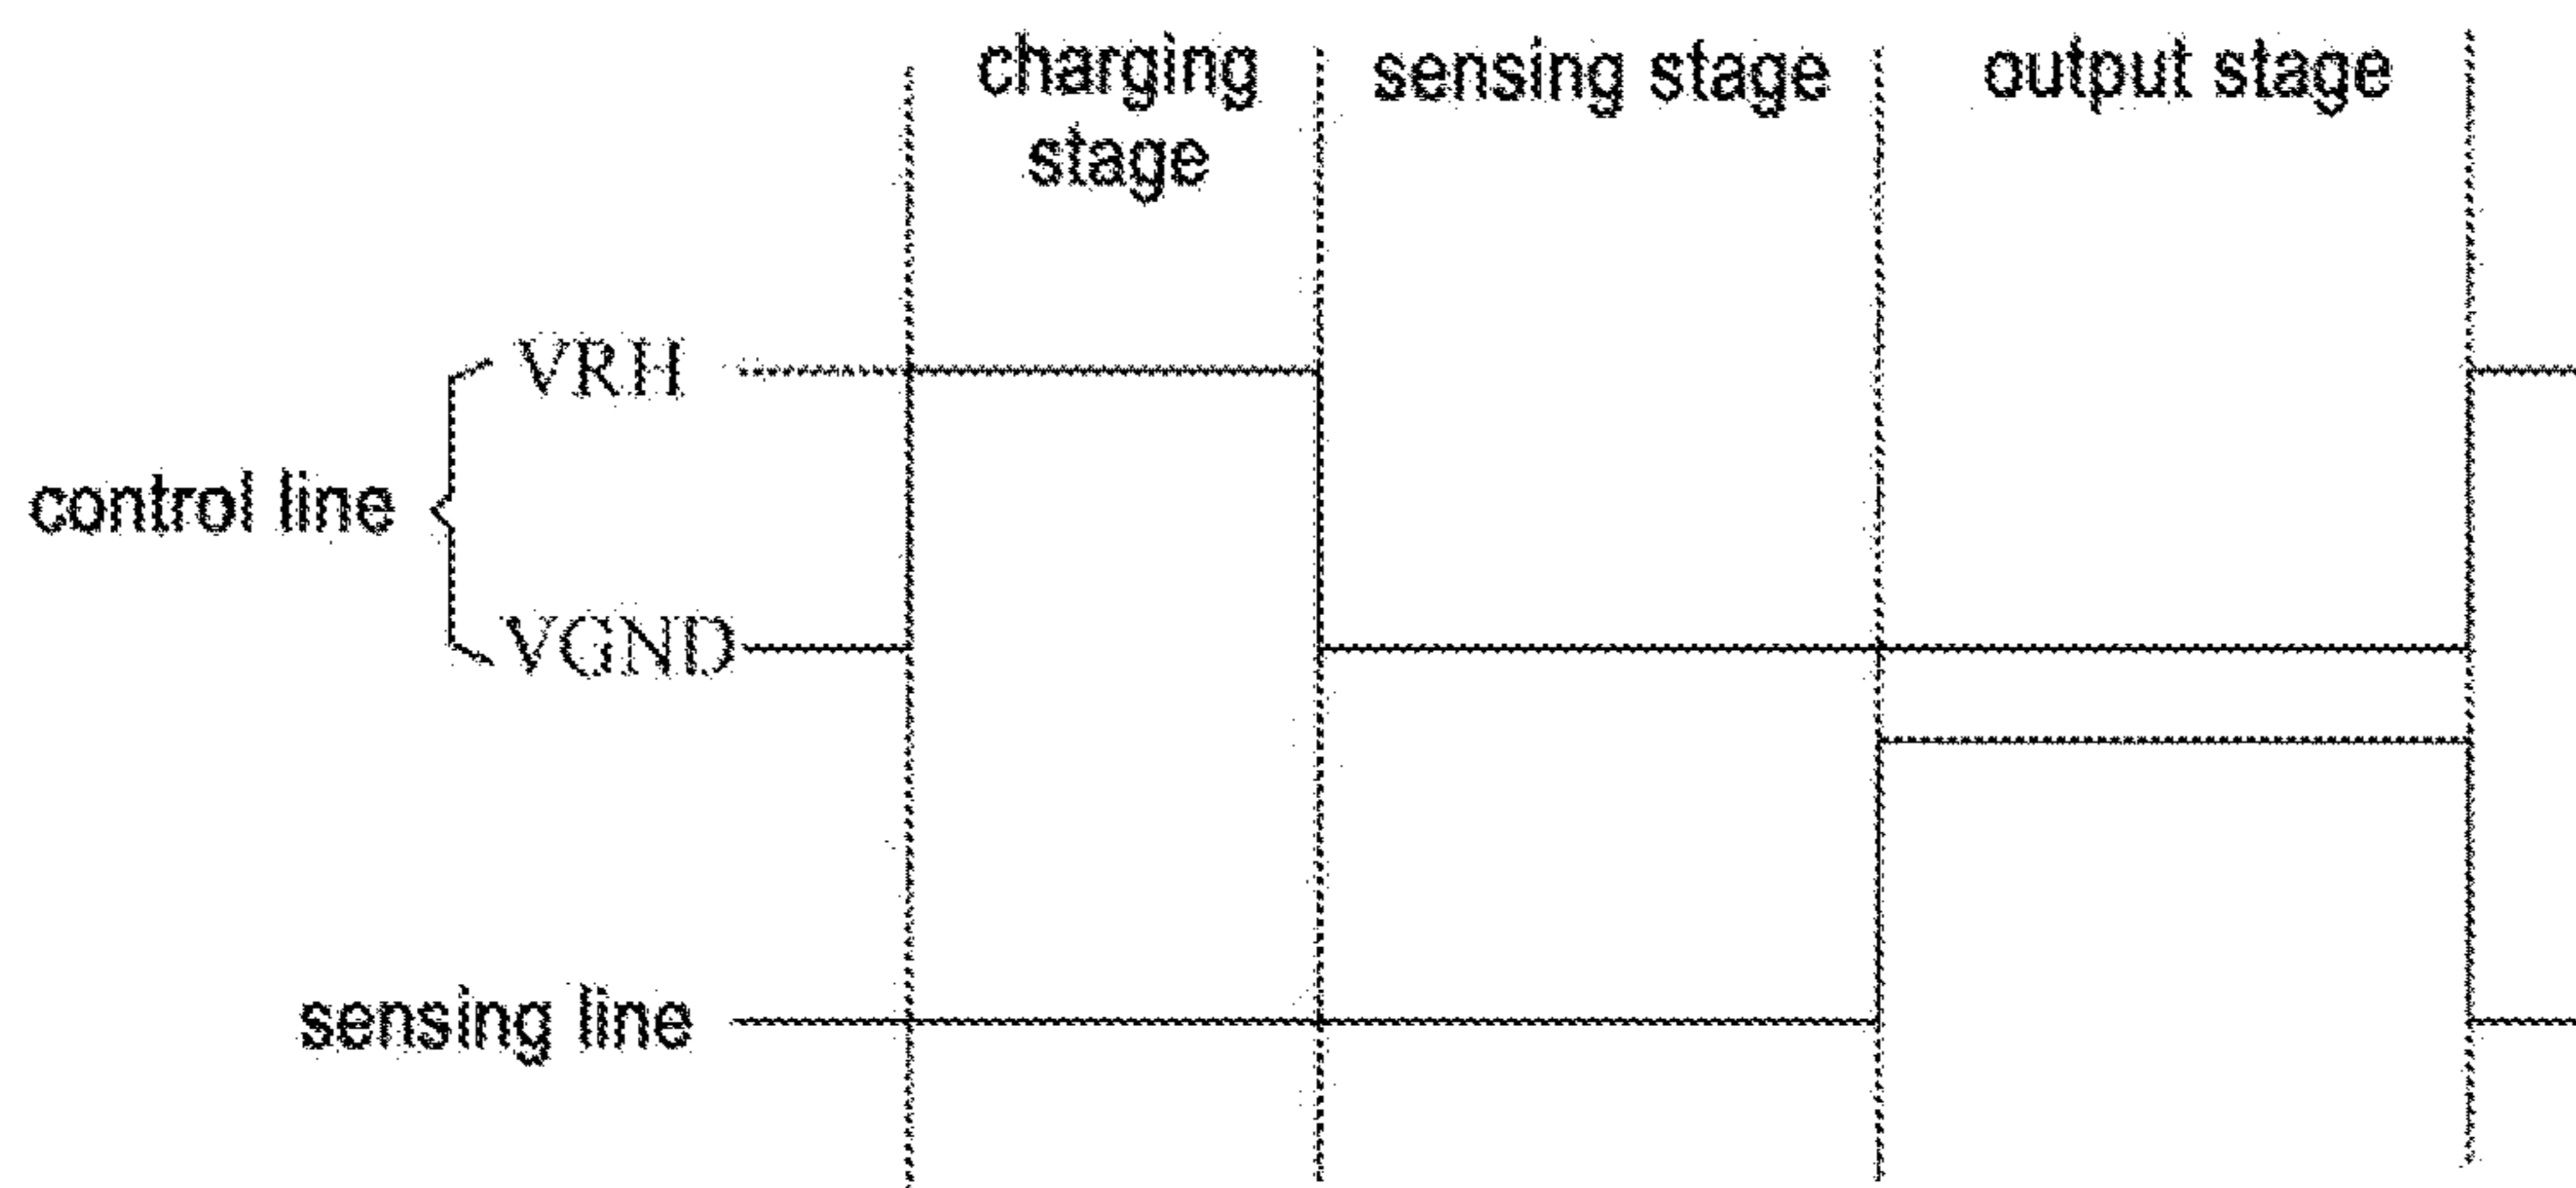 charging
stage
sensing stage
output stage
VRH
control line
VGND
sensing line